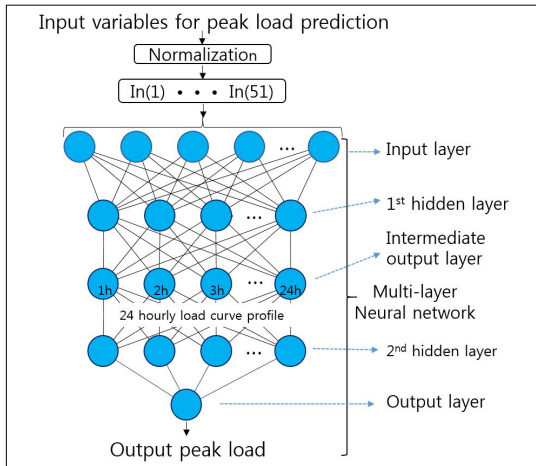 Input variables for peak load prediction
Normalization
In(1) • • • In(51)
... Input layer
1st hidden layer
...
Intermediate
output layer
1h 2h 3h ... 24h
Multi-layer
Neural network
24 hourly load curve profile
... 2nd hidden layer
Output layer
Output peak load